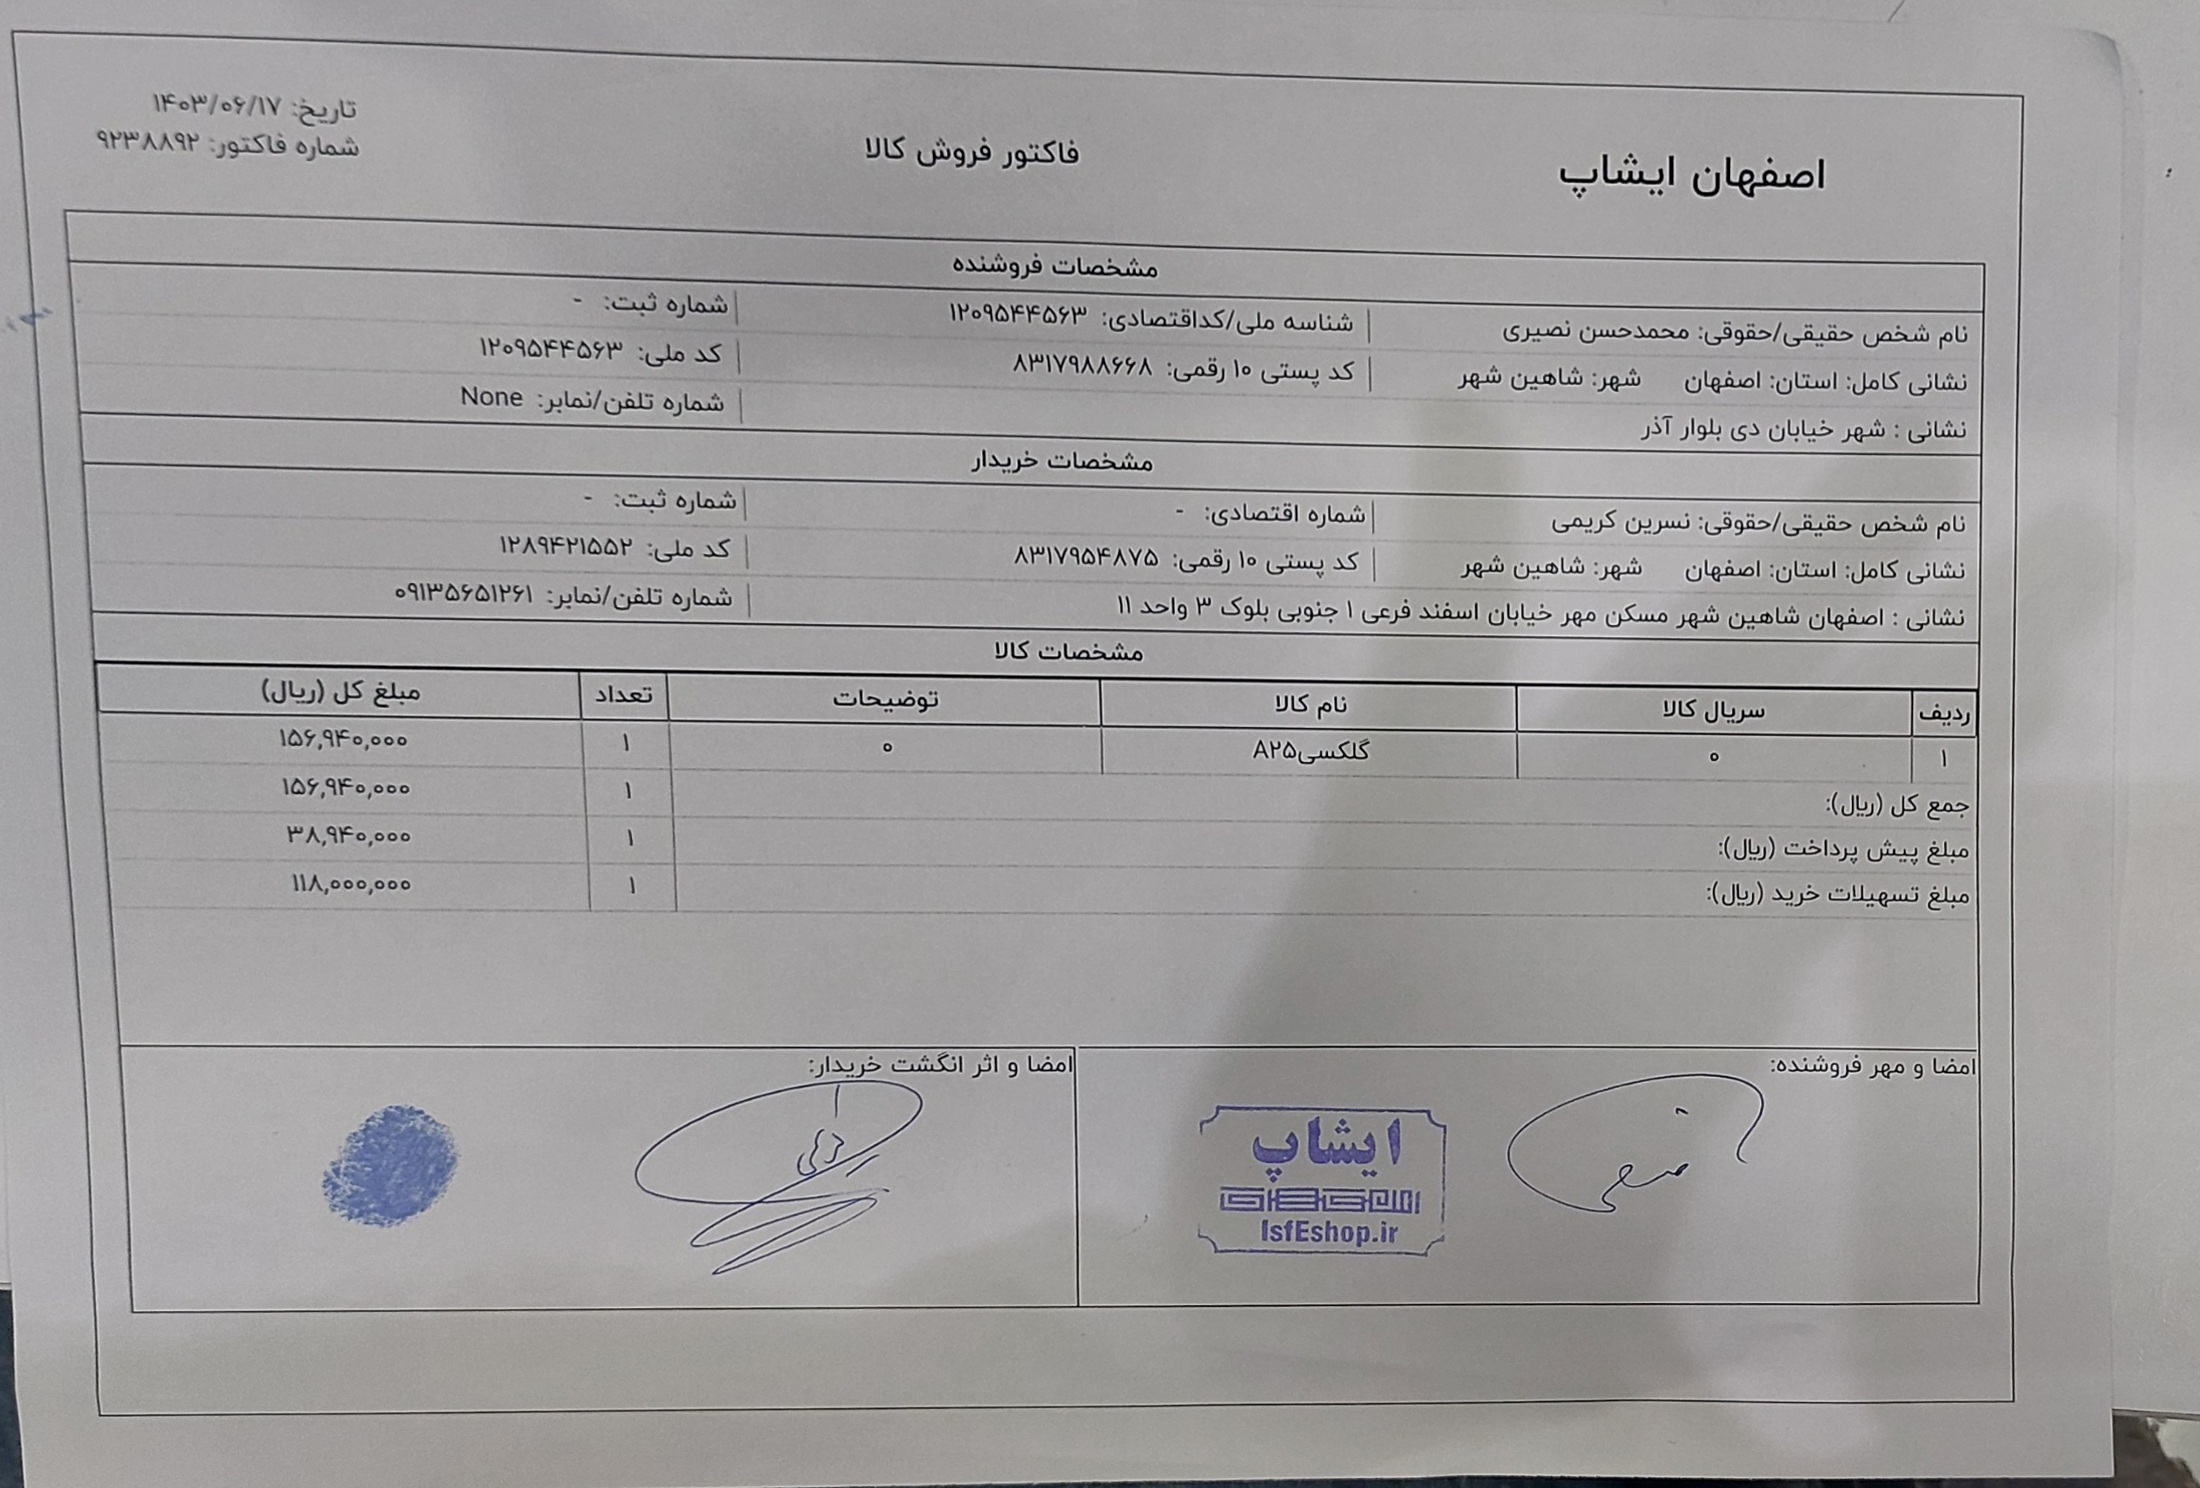 اصفهان ایشاپ
فاکتور فروش کالا
تاریخ: ۱۴۰۳/۰۶/۱۷
شماره فاکتور: ۹۲۳۸۸۹۲
مشخصات فروشنده
نام شخص حقیقی/حقوقی: محمدحسن نصیری | شناسه ملی/کداقتصادی: ۱۲۰۹۵۴۴۵۶۳ | شماره ثبت: -
نشانی کامل: استان: اصفهان شهر: شاهین شهر | کد پستی ۱۰ رقمی: ۸۳۱۷۹۸۸۶۶۸ | کد ملی: ۱۲۰۹۵۴۴۵۶۳
نشانی : شهر خیابان دی بلوار آذر | شماره تلفن/نمابر: None
مشخصات خریدار
نام شخص حقیقی/حقوقی: نسرین کریمی | شماره اقتصادی: - | شماره ثبت: -
نشانی کامل: استان: اصفهان شهر: شاهین شهر | کد پستی ۱۰ رقمی: ۸۳۱۷۹۵۴۸۷۵ | کد ملی: ۱۲۸۹۴۲۱۵۵۲
نشانی : اصفهان شاهین شهر مسکن مهر خیابان اسفند فرعی ۱ جنوبی بلوک ۳ واحد ۱۱ | شماره تلفن/نمابر: ۰۹۱۳۵۶۵۱۲۶۱
مشخصات کالا
ردیف سریال کالا نام کالا توضیحات تعداد مبلغ کل (ریال)
۱ ۰ گلکسیA۲۵ ۰ ۱ ۱۵۶,۹۴۰,۰۰۰
جمع کل (ریال): ۱ ۱۵۶,۹۴۰,۰۰۰
مبلغ پیش پرداخت (ریال): ۱ ۳۸,۹۴۰,۰۰۰
مبلغ تسهیلات خرید (ریال): ۱ ۱۱۸,۰۰۰,۰۰۰
امضا و مهر فروشنده:
امضا و اثر انگشت خریدار:
ایشاپ
IsfEshop.ir